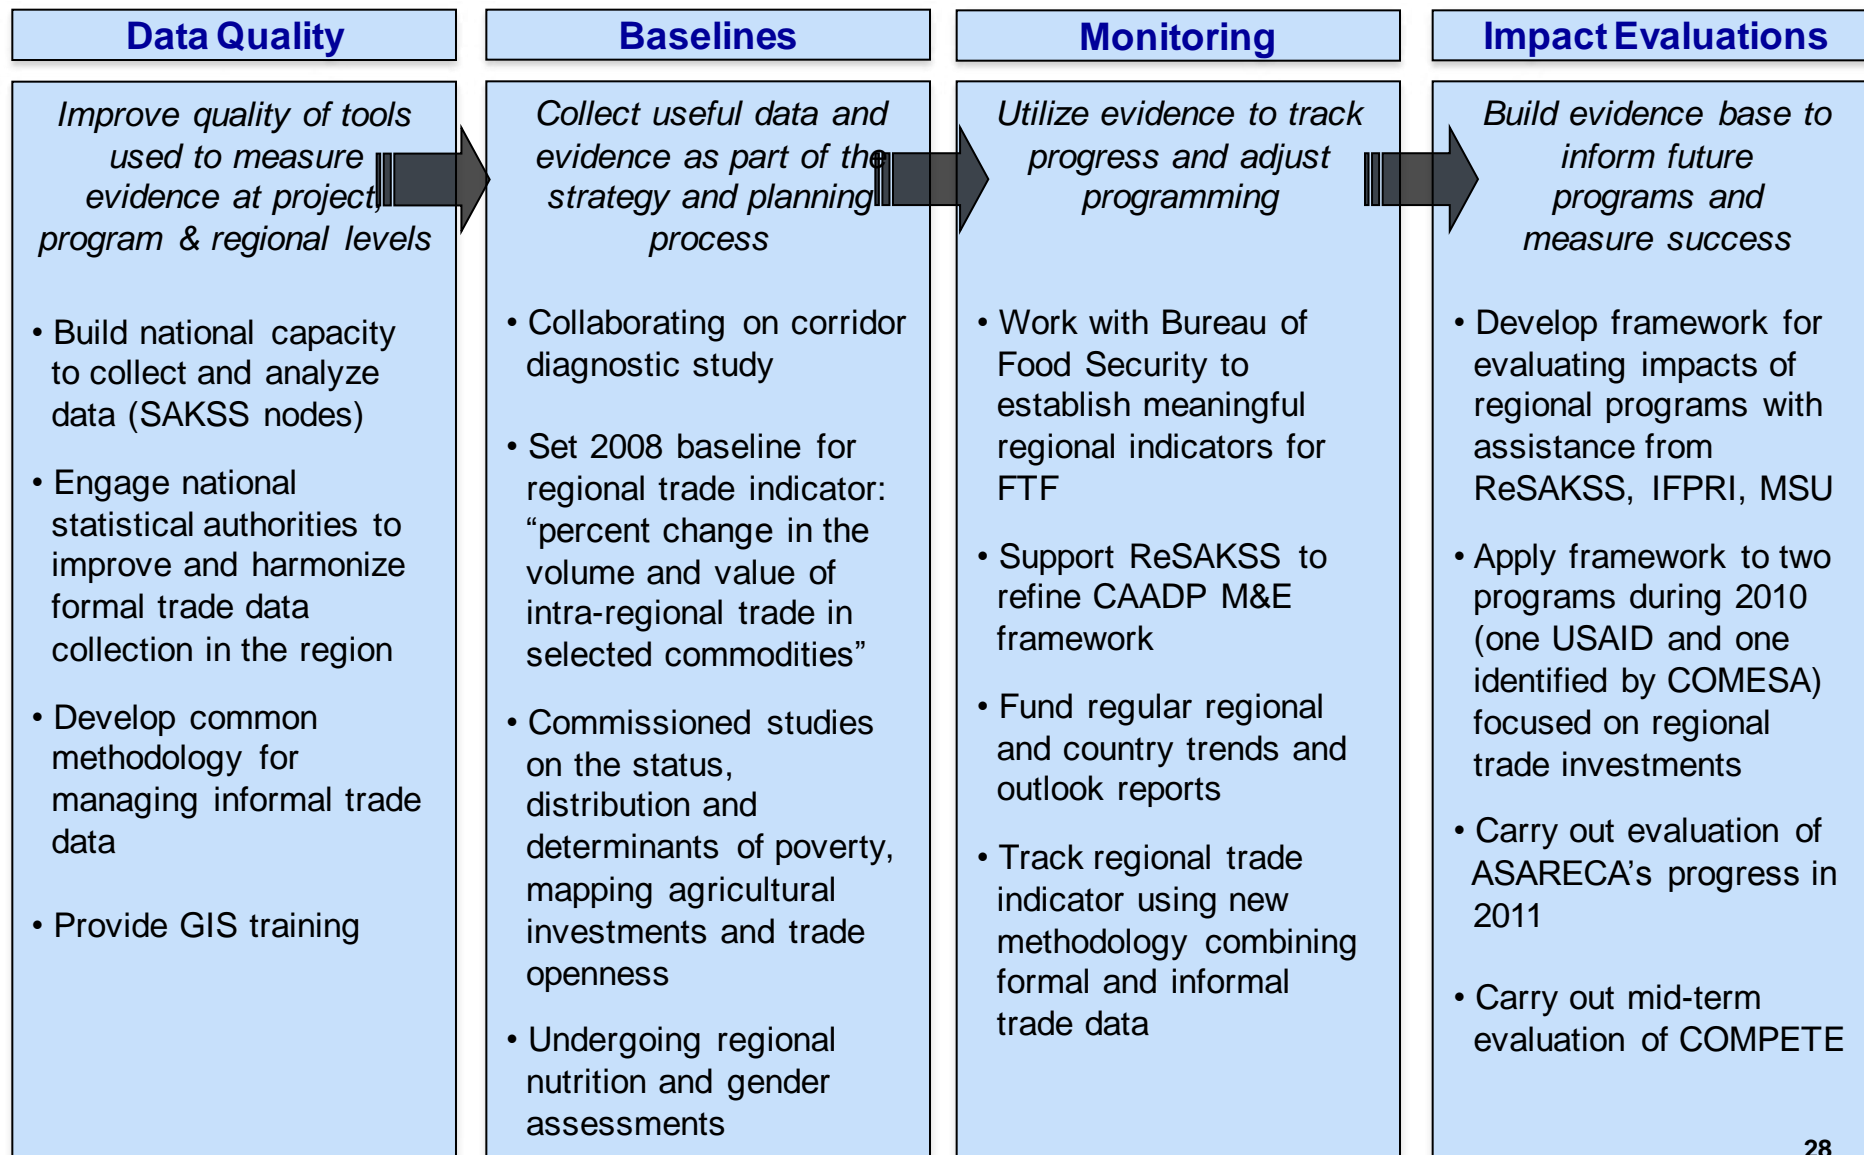 Data Quality
Improve quality of tools
used to measure
evidence at project,
program & regional levels
• Build national capacity
to collect and analyze
data (SAKSS nodes)
• Engage national
statistical authorities to
improve and harmonize
formal trade data
collection in the region
• Develop common
methodology for
managing informal trade
data
• Provide GIS training
Baselines
Collect useful data and
evidence as part of the
strategy and planning
process
• Collaborating on corridor
diagnostic study
• Set 2008 baseline for
regional trade indicator:
“percent change in the
volume and value of
intra-regional trade in
selected commodities”
• Commissioned studies
on the status,
distribution and
determinants of poverty,
mapping agricultural
investments and trade
openness
• Undergoing regional
nutrition and gender
assessments
Monitoring
Utilize evidence to track
progress and adjust
programming
• Work with Bureau of
Food Security to
establish meaningful
regional indicators for
FTF
• Support ReSAKSS to
refine CAADP M&E
framework
• Fund regular regional
and country trends and
outlook reports
• Track regional trade
indicator using new
methodology combining
formal and informal
trade data
Impact Evaluations
Build evidence base to
inform future
programs and
measure success
• Develop framework for
evaluating impacts of
regional programs with
assistance from
ReSAKSS, IFPRI, MSU
• Apply framework to two
programs during 2010
(one USAID and one
identified by COMESA)
focused on regional
trade investments
• Carry out evaluation of
ASARECA’s progress in
2011
• Carry out mid-term
evaluation of COMPETE
28